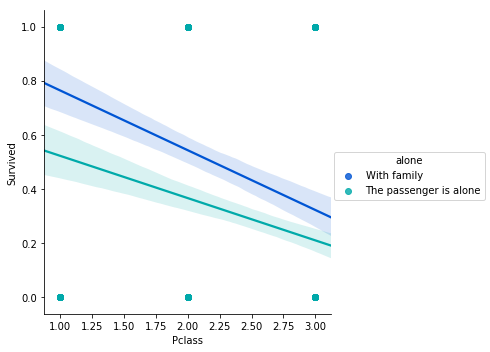 1.0
0.8
0.6
0.4
0.2
0.0
Survived
1.00 1.25 1.50 1.75 2.00 2.25 2.50 2.75 3.00
Pclass
alone
With family
The passenger is alone